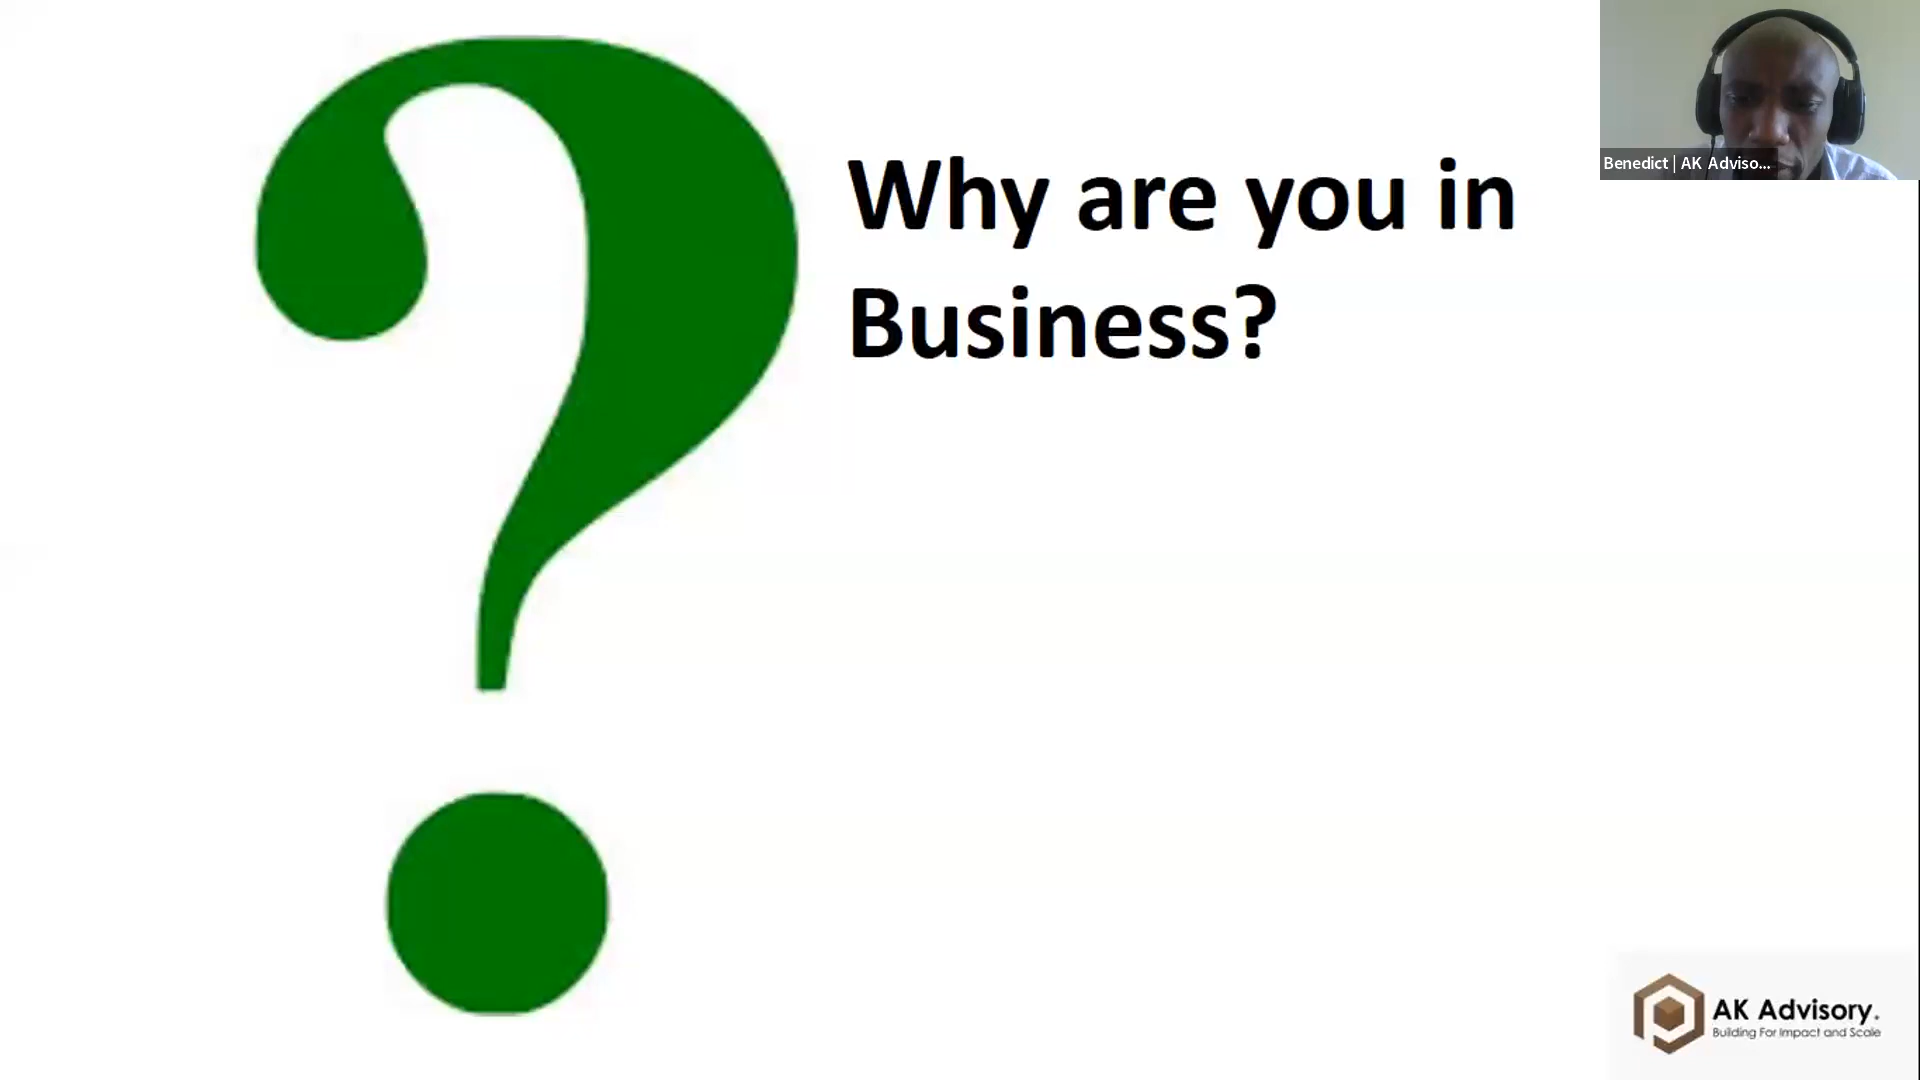 Why are you in
Business?
Benedict | AK Adviso...
AK Advisory.
Building For Impact and Scale